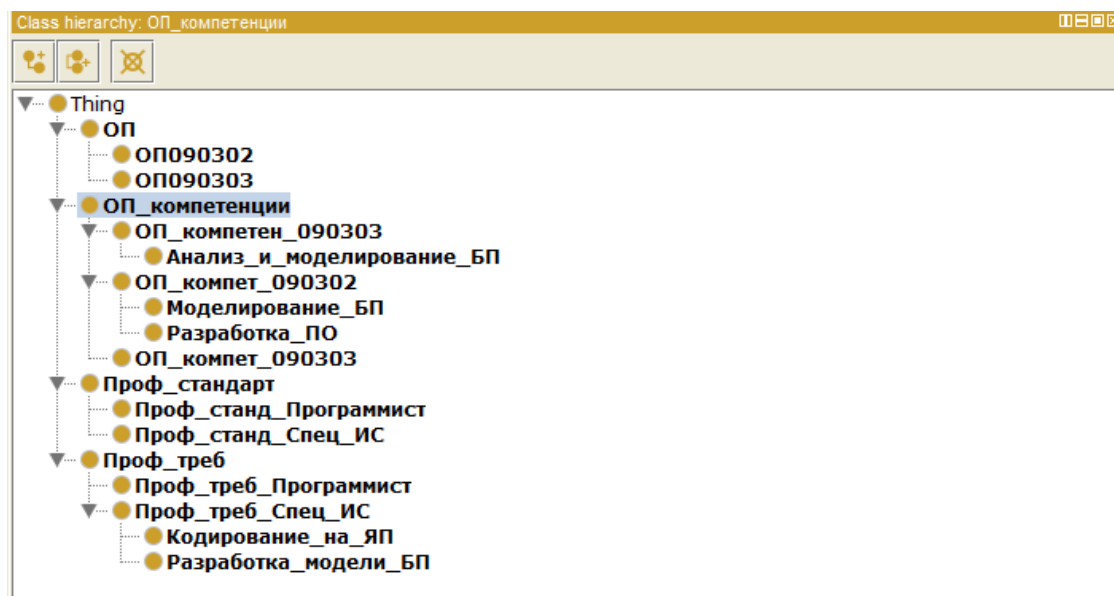 Class hierarchy: ОП_компетенции
Thing
ОП
ОП090302
ОП090303
ОП_компетенции
ОП_компетен_090303
Анализ_и_моделирование_БП
ОП_компет_090302
Моделирование_БП
Разработка_ПО
ОП_компет_090303
Проф_стандарт
Проф_станд_Программист
Проф_станд_Спец_ИС
Проф_треб
Проф_треб_Программист
Проф_треб_Спец_ИС
Кодирование_на_ЯП
Разработка_модели_БП